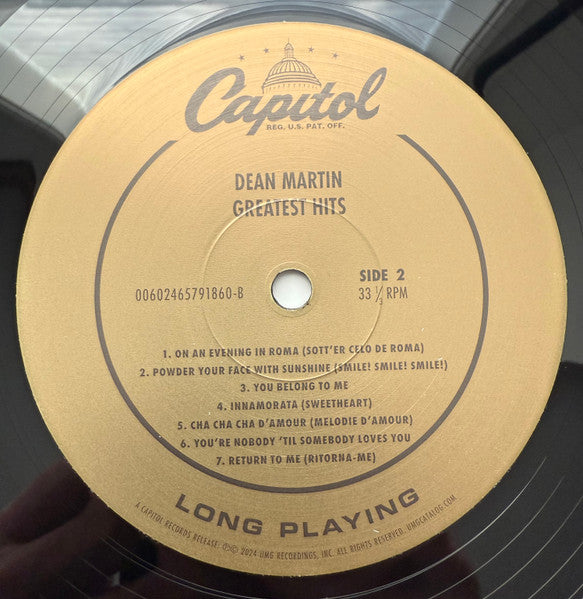 Capitol
REG. U.S. PAT. OFF.
DEAN MARTIN
GREATEST HITS
00602465791860-B
SIDE 2
33 ⅓ RPM
1. ON AN EVENING IN ROMA (SOTT'ER CELO DE ROMA)
2. POWDER YOUR FACE WITH SUNSHINE (SMILE! SMILE! SMILE!)
3. YOU BELONG TO ME
4. INNAMORATA (SWEETHEART)
5. CHA CHA CHA D'AMOUR (MELODIE D'AMOUR)
6. YOU'RE NOBODY 'TIL SOMEBODY LOVES YOU
7. RETURN TO ME (RITORNA-ME)
LONG PLAYING
A CAPITOL RECORDS RELEASE; ℗© 2024 UMG RECORDINGS, INC. ALL RIGHTS RESERVED. UMGCATALOG.COM